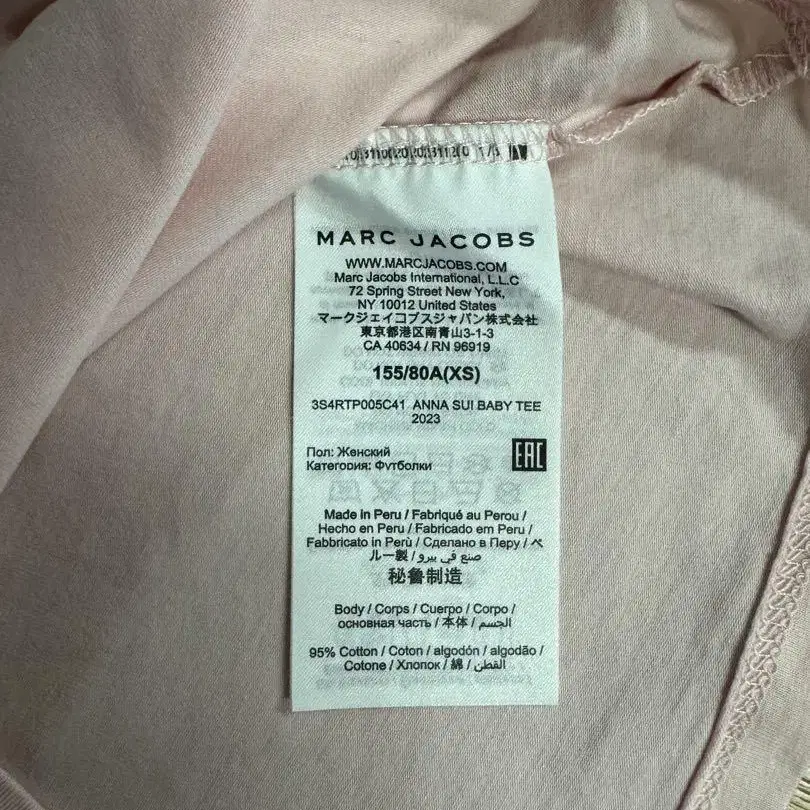 MARC JACOBS
WWW.MARCJACOBS.COM
Marc Jacobs International, L.L.C
72 Spring Street New York,
NY 10012 United States
マークジェイコブスジャパン株式会社
東京都港区南青山3-1-3
CA 40634 / RN 96919
155/80A(XS)
3S4RTP005C41 ANNA SUI BABY TEE
2023
Пол: Женский
Категория: Футболки
EAC
Made in Peru / Fabriqué au Perou /
Hecho en Peru / Fabricado em Peru /
Fabbricato in Perù / Сделано в Перу / ペ
ルー製 / صنع في بيرو
秘鲁制造
Body / Corps / Cuerpo / Corpo /
основная часть / 本体 / الجسم
95% Cotton / Coton / algodón / algodão /
Cotone / Хлопок / 綿 / القطن